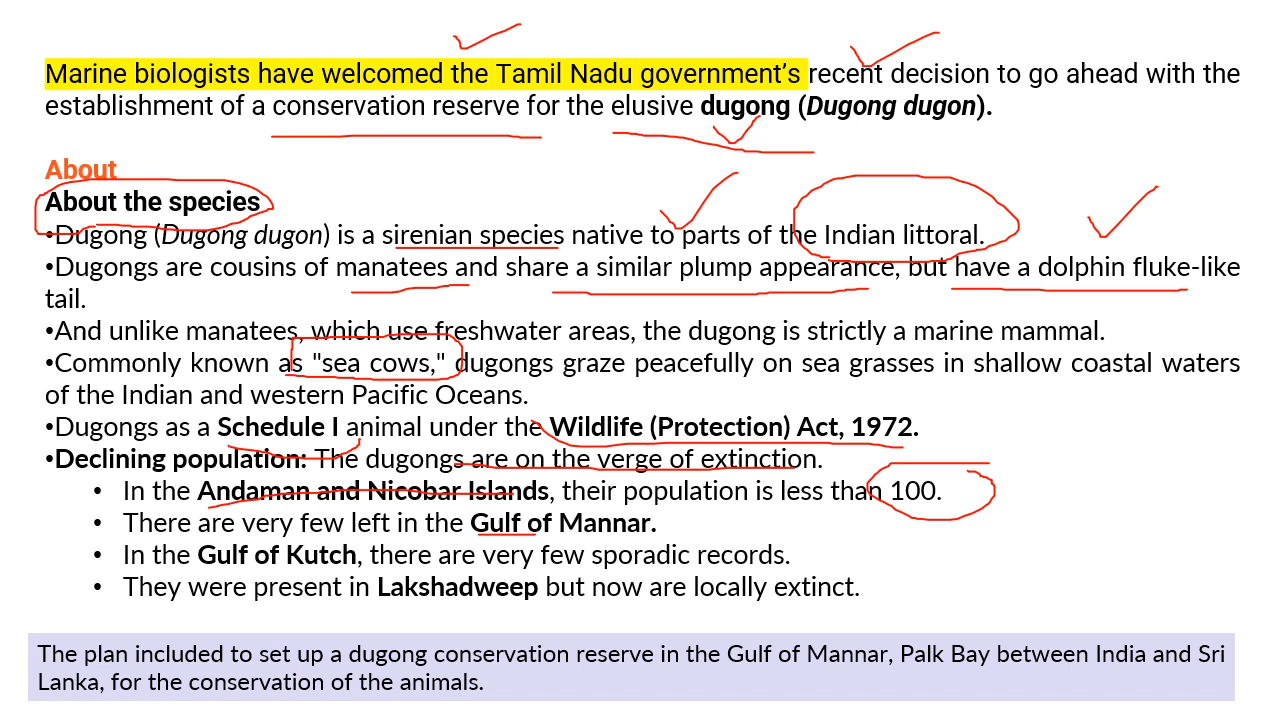 Marine biologists have welcomed the Tamil Nadu government’s recent decision to go ahead with the
establishment of a conservation reserve for the elusive dugong (Dugong dugon).
About
About the species
•Dugong (Dugong dugon) is a sirenian species native to parts of the Indian littoral.
•Dugongs are cousins of manatees and share a similar plump appearance, but have a dolphin fluke-like
tail.
•And unlike manatees, which use freshwater areas, the dugong is strictly a marine mammal.
•Commonly known as "sea cows," dugongs graze peacefully on sea grasses in shallow coastal waters
of the Indian and western Pacific Oceans.
•Dugongs as a Schedule I animal under the Wildlife (Protection) Act, 1972.
•Declining population: The dugongs are on the verge of extinction.
• In the Andaman and Nicobar Islands, their population is less than 100.
• There are very few left in the Gulf of Mannar.
• In the Gulf of Kutch, there are very few sporadic records.
• They were present in Lakshadweep but now are locally extinct.
The plan included to set up a dugong conservation reserve in the Gulf of Mannar, Palk Bay between India and Sri
Lanka, for the conservation of the animals.